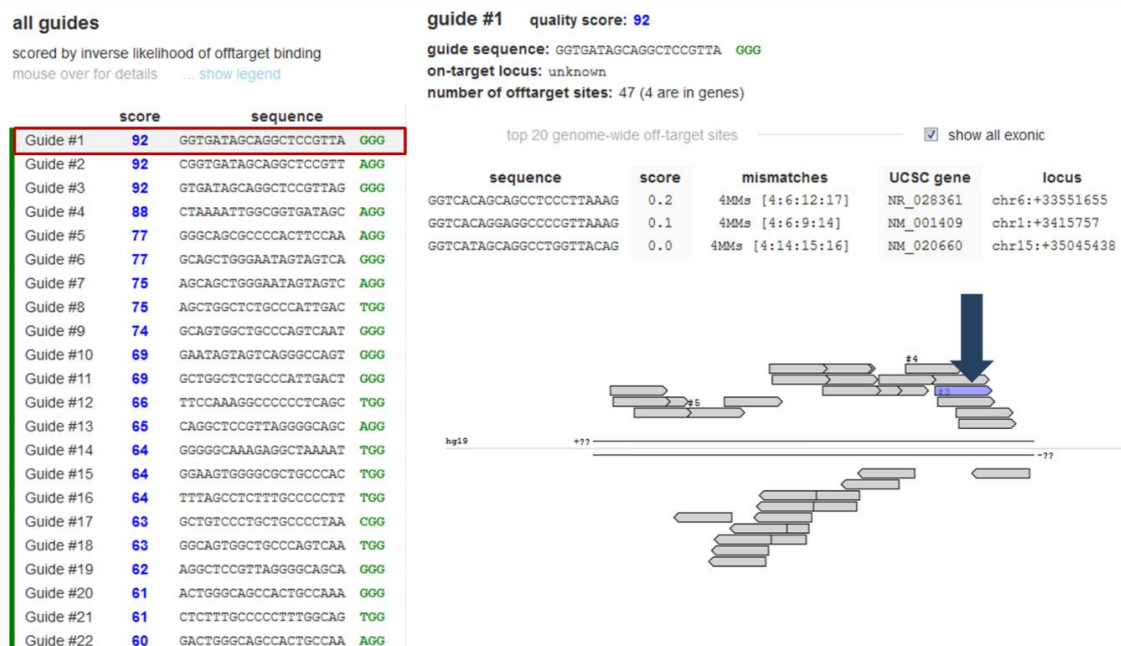 all guides
scored by inverse likelihood of offtarget binding
mouse over for details ... show legend
score sequence
Guide #1 92 GGTGATAGCAGGCTCCGTTA GGG
Guide #2 92 CGGTGATAGCAGGCTCCGTT AGG
Guide #3 92 GTGATAGCAGGCTCCGTTAG GGG
Guide #4 88 CTAAAATTGGCGGTGATAGC AGG
Guide #5 77 GGGCAGCGCCCCACTTCCAA AGG
Guide #6 77 GCAGCTGGGAATAGTAGTCA GGG
Guide #7 75 AGCAGCTGGGAATAGTAGTC AGG
Guide #8 75 AGCTGGCTCTGCCCATTGAC TGG
Guide #9 74 GCAGTGGCTGCCCAGTCAAT GGG
Guide #10 69 GAATAGTAGTCAGGGCCAGT GGG
Guide #11 69 GCTGGCTCTGCCCATTGACT GGG
Guide #12 66 TTCCAAAGGCCCCCCTCAGC TGG
Guide #13 65 CAGGCTCCGTTAGGGGCAGC AGG
Guide #14 64 GGGGGCAAAGAGGCTAAAAT TGG
Guide #15 64 GGAAGTGGGGCGCTGCCCAC TGG
Guide #16 64 TTTAGCCTCTTTGCCCCCTT TGG
Guide #17 63 GCTGTCCCTGCTGCCCCTAA CGG
Guide #18 63 GGCAGTGGCTGCCCAGTCAA TGG
Guide #19 62 AGGCTCCGTTAGGGGCAGCA GGG
Guide #20 61 ACTGGGCAGCCACTGCCAAA GGG
Guide #21 61 CTCTTTGCCCCCTTTGGCAG TGG
Guide #22 60 GACTGGGCAGCCACTGCCAA AGG
guide #1 quality score: 92
guide sequence: GGTGATAGCAGGCTCCGTTA GGG
on-target locus: unknown
number of offtarget sites: 47 (4 are in genes)
top 20 genome-wide off-target sites show all exonic
sequence score mismatches UCSC gene locus
GGTCACAGCAGCCTCCCTTAAAG 0.2 4MMs [4:6:12:17] NR_028361 chr6:+33551655
GGTCACAGGAGGCCCCGTTAAAG 0.1 4MMs [4:6:9:14] NM_001409 chr1:+3415757
GGTCATAGCAGGCCTGGTTACAG 0.0 4MMs [4:14:15:16] NM_020660 chr15:+35045438
#4
#3
#5
hg19 +??
-??